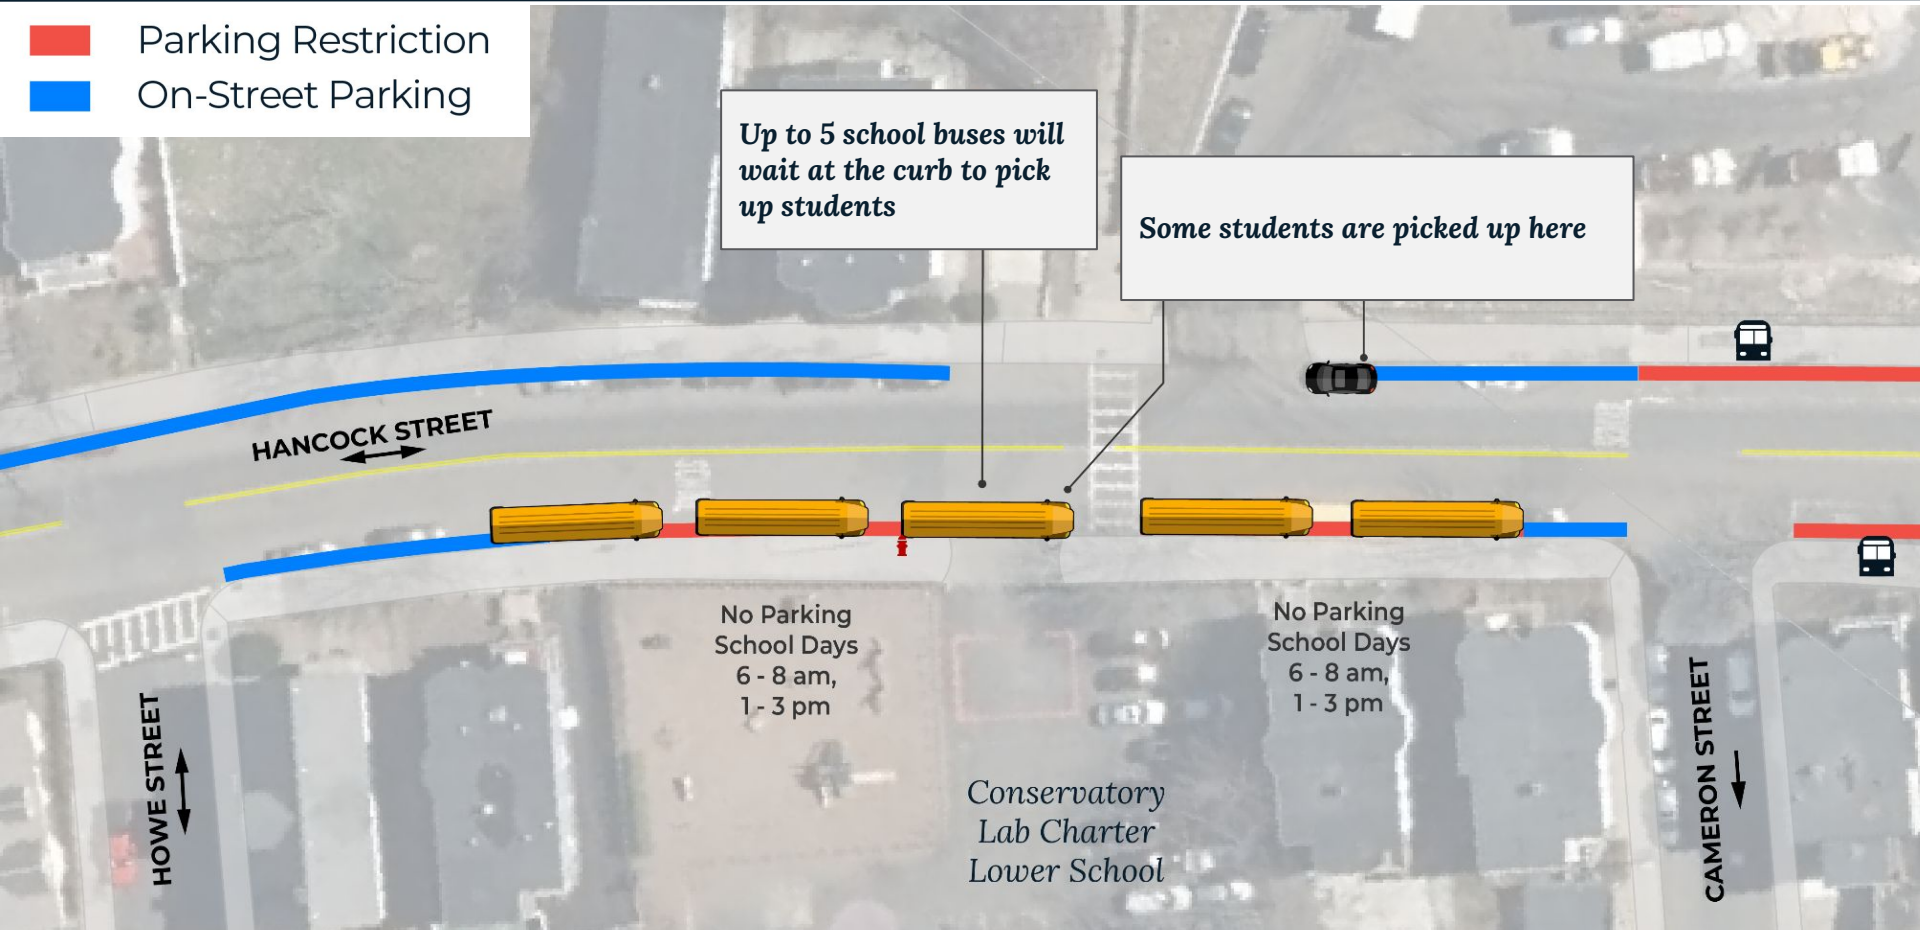 Parking Restriction
On-Street Parking
Up to 5 school buses will
wait at the curb to pick
up students
Some students are picked up here
HANCOCK STREET
No Parking
School Days
6 - 8 am,
1 - 3 pm
No Parking
School Days
6 - 8 am,
1 - 3 pm
HOWE STREET
Conservatory
Lab Charter
Lower School
CAMERON STREET